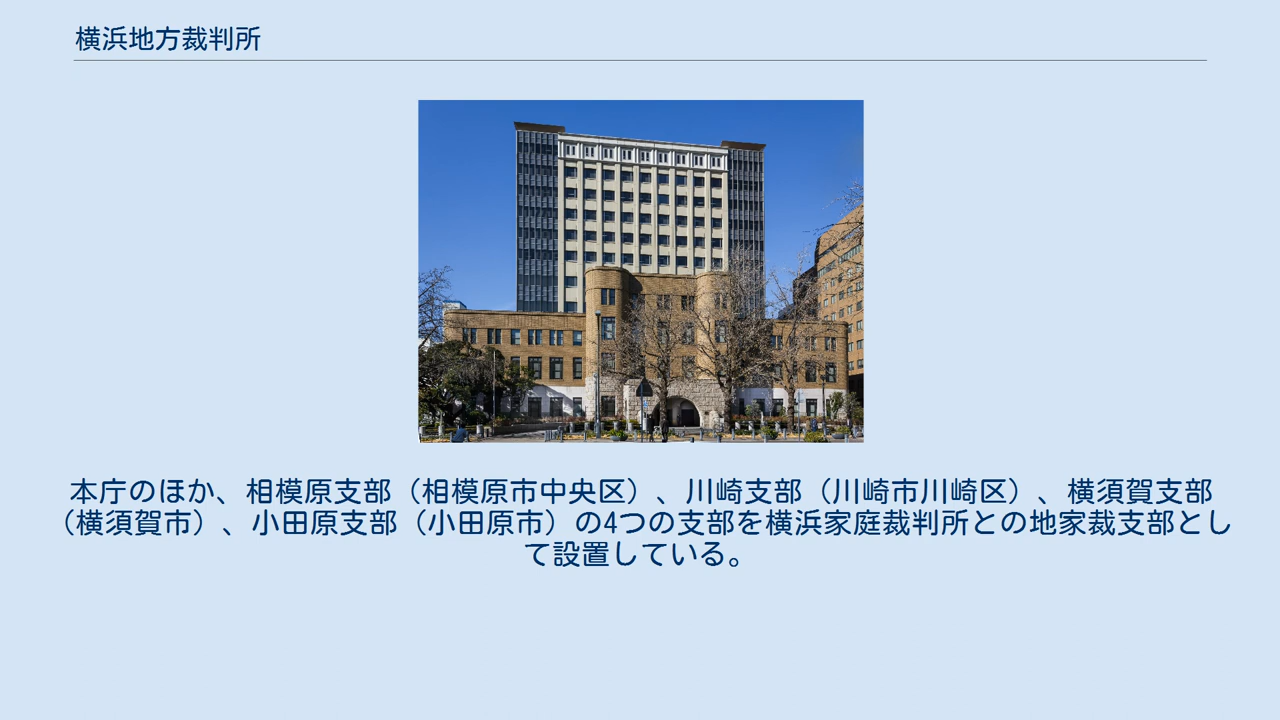 横浜地方裁判所
本庁のほか、相模原支部（相模原市中央区）、川崎支部（川崎市川崎区）、横須賀支部
（横須賀市）、小田原支部（小田原市）の4つの支部を横浜家庭裁判所との地家裁支部とし
て設置している。